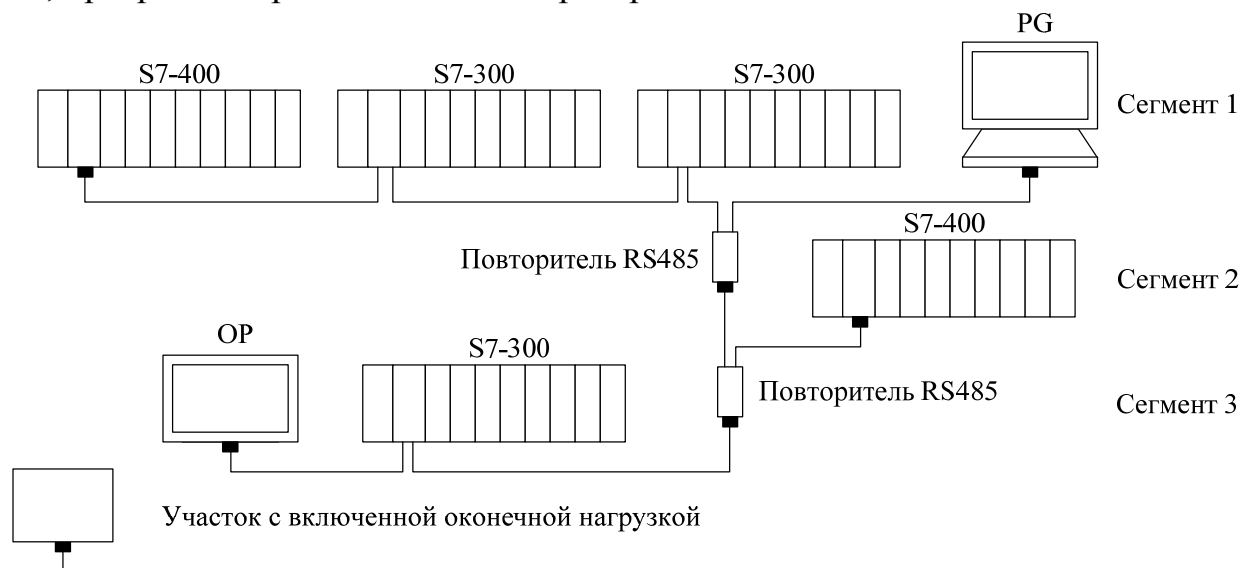 PG
S7-400
S7-300
S7-300
Сегмент 1
S7-400
Повторитель RS485
Сегмент 2
OP
S7-300
Повторитель RS485
Сегмент 3
Участок с включенной оконечной нагрузкой